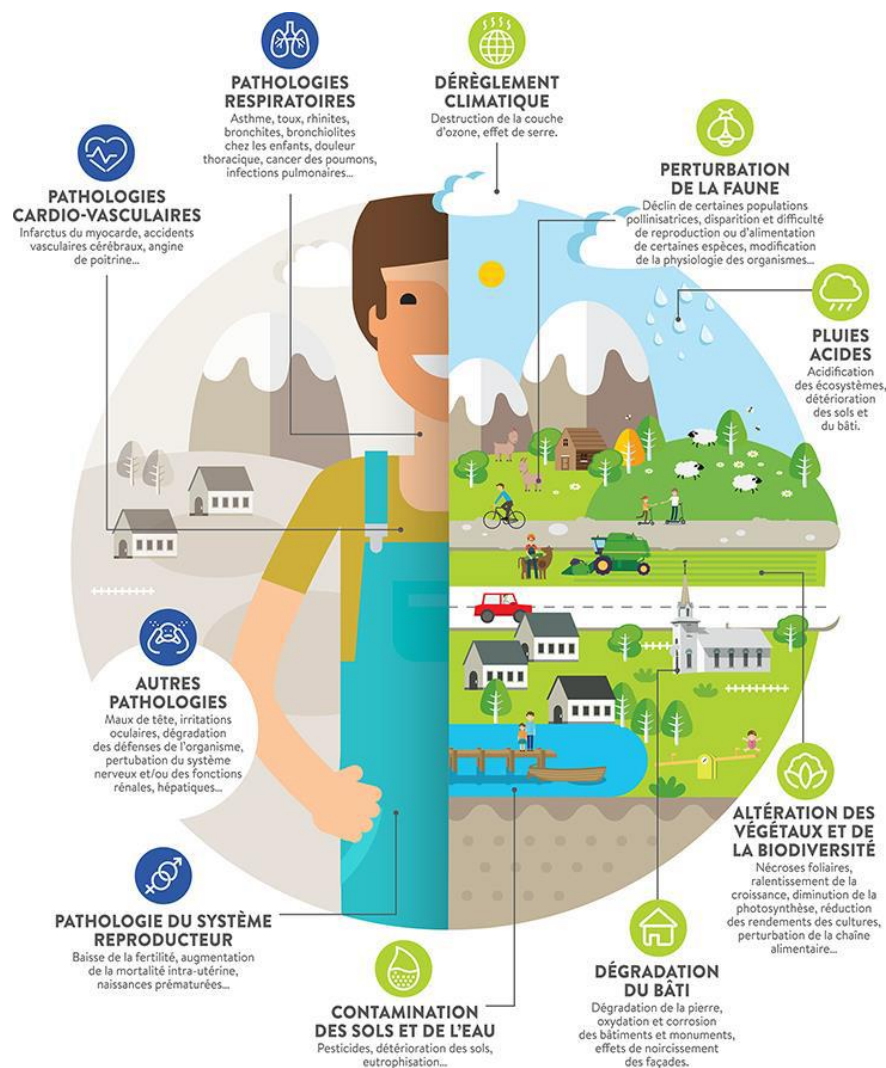 PATHOLOGIES
RESPIRATOIRES
Asthme, toux, rhinites,
bronchites, bronchiolites
chez les enfants, douleur
thoracique, cancer des poumons,
infections pulmonaires...
DÉRÈGLEMENT
CLIMATIQUE
Destruction de la couche
d'ozone, effet de serre.
PATHOLOGIES
CARDIO-VASCULAIRES
Infarctus du myocarde, accidents
vasculaires cérébraux, angine
de poitrine...
PERTURBATION
DE LA FAUNE
Déclin de certaines populations
pollinisatrices, disparition et difficulté
de reproduction ou d'alimentation
de certaines espèces, modification
de la physiologie des organismes...
PLUIES
ACIDES
Acidification
des écosystèmes,
détérioration
des sols et
du bâti.
AUTRES
PATHOLOGIES
Maux de tête, irritations
oculaires, dégradation
des défenses de l'organisme,
pertubation du système
nerveux et/ou des fonctions
rénales, hépatiques...
ALTÉRATION DES
VÉGÉTAUX ET DE
LA BIODIVERSITÉ
Nécroses foliaires,
ralentissement de la
croissance, diminution de la
photosynthèse, réduction
des rendements des cultures,
perturbation de la chaîne
alimentaire...
PATHOLOGIE DU SYSTÈME
REPRODUCTEUR
Baisse de la fertilité, augmentation
de la mortalité intra-utérine,
naissances prématurées...
DÉGRADATION
DU BÂTI
Dégradation de la pierre,
oxydation et corrosion
des bâtiments et monuments,
effets de noircissement
des façades.
CONTAMINATION
DES SOLS ET DE L'EAU
Pesticides, détérioration des sols,
eutrophisation...